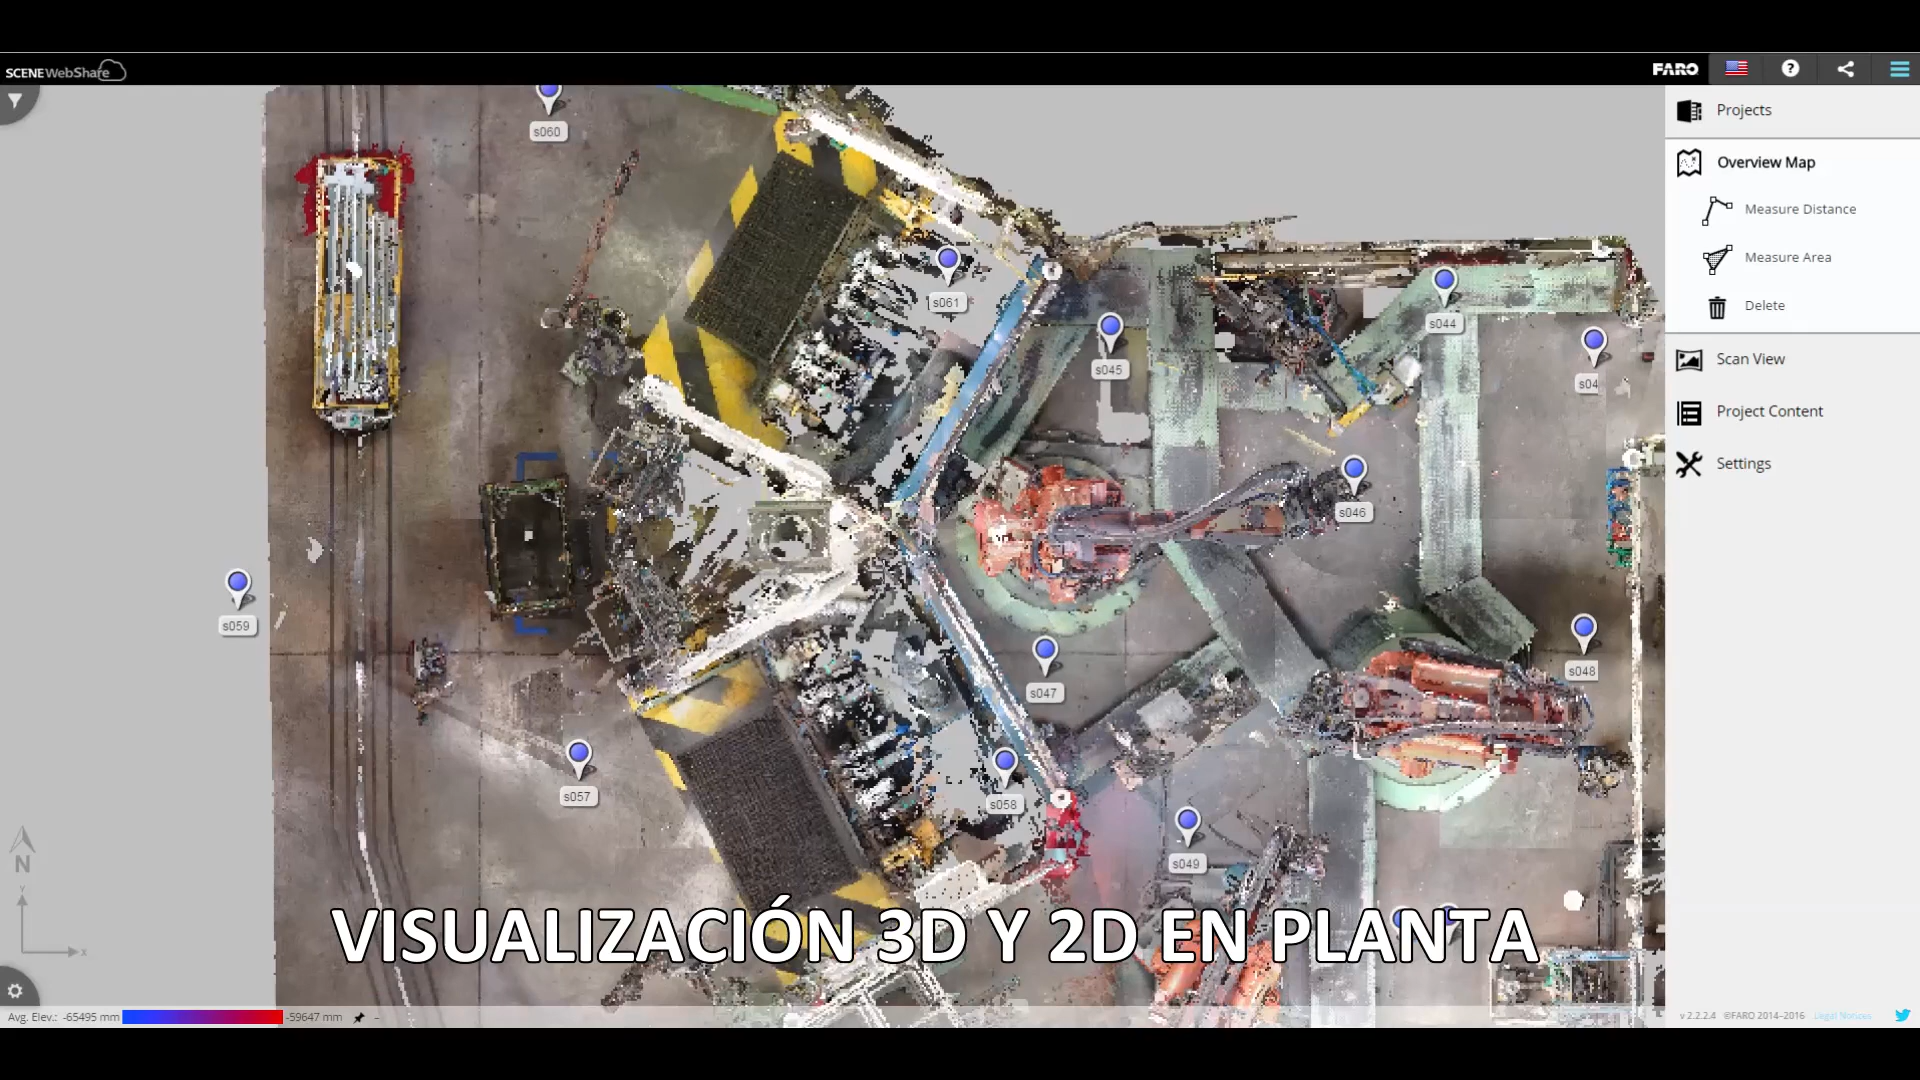 SCENE WebShare
FARO
s060
s061
s045
s044
s04
s046
s059
s047
s048
s057
s058
s049
Projects
Overview Map
Measure Distance
Measure Area
Delete
Scan View
Project Content
Settings
N
Y
x
VISUALIZACIÓN 3D Y 2D EN PLANTA
Avg. Elev.: -65495 mm -59647 mm -
v 2.2.2.4 ©FARO 2014–2016 Legal Notices